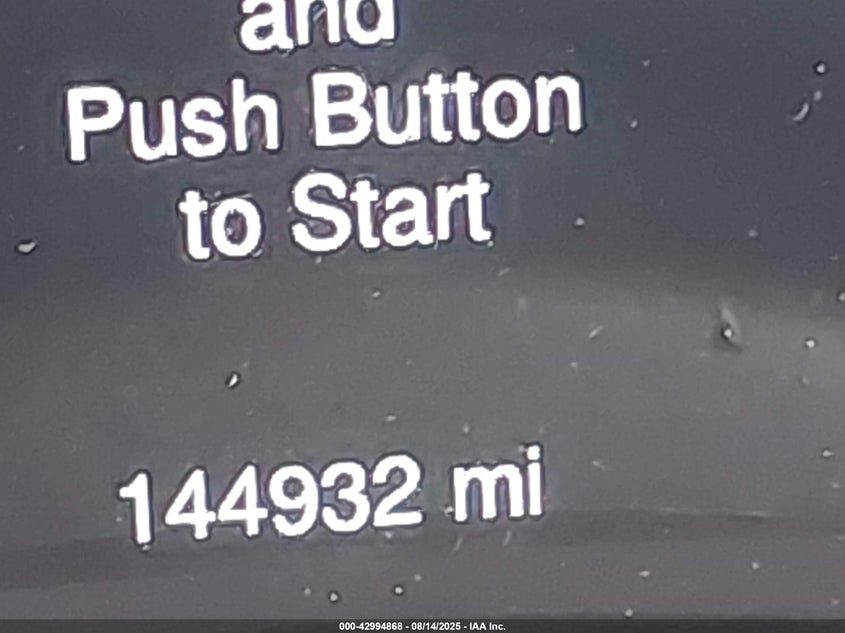 and
Push Button
to Start
144932 mi
000-42994868 - 08/14/2025 - IAA Inc.